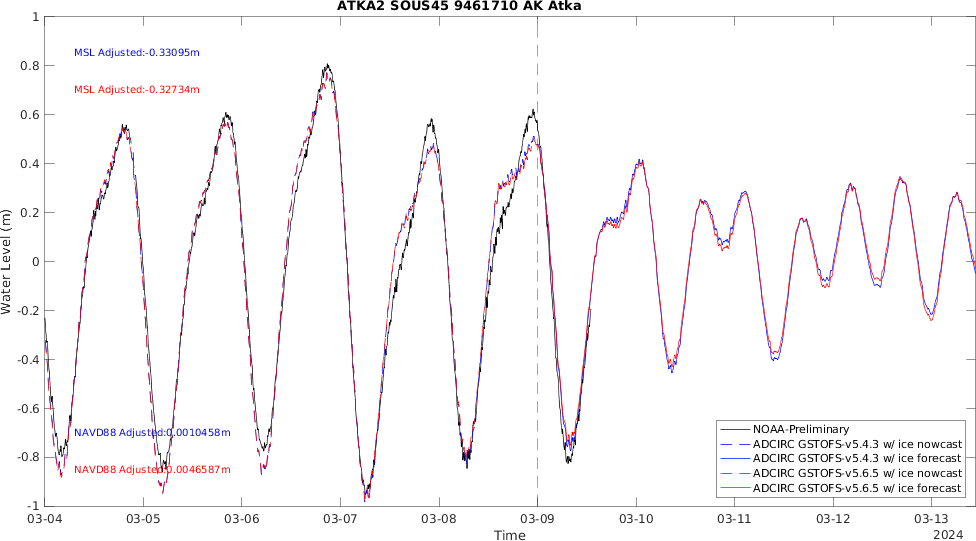 ATKA2 SOUS45 9461710 AK Atka
MSL Adjusted:-0.33095m
MSL Adjusted:-0.32734m
NAVD88 Adjusted:0.0010458m
NAVD88 Adjusted:0.0046587m
Water Level (m)
1
0.8
0.6
0.4
0.2
0
-0.2
-0.4
-0.6
-0.8
-1
NOAA-Preliminary
ADCIRC GSTOFS-v5.4.3 w/ ice nowcast
ADCIRC GSTOFS-v5.4.3 w/ ice forecast
ADCIRC GSTOFS-v5.6.5 w/ ice nowcast
ADCIRC GSTOFS-v5.6.5 w/ ice forecast
03-04 03-05 03-06 03-07 03-08 03-09 03-10 03-11 03-12 03-13
Time
2024